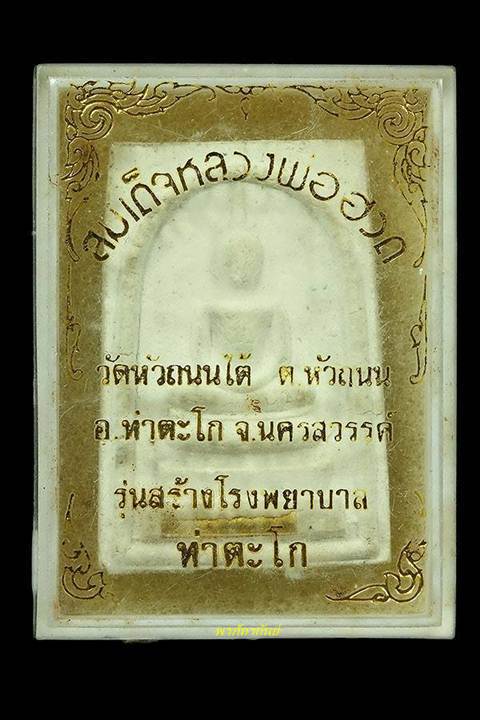 สมเด็จหลวงพ่อฮวด
วัดหัวถนนใต้ ต.หัวถนน
อ.ท่าตะโก จ.นครสวรรค์
รุ่นสร้างโรงพยาบาล
ท่าตะโก